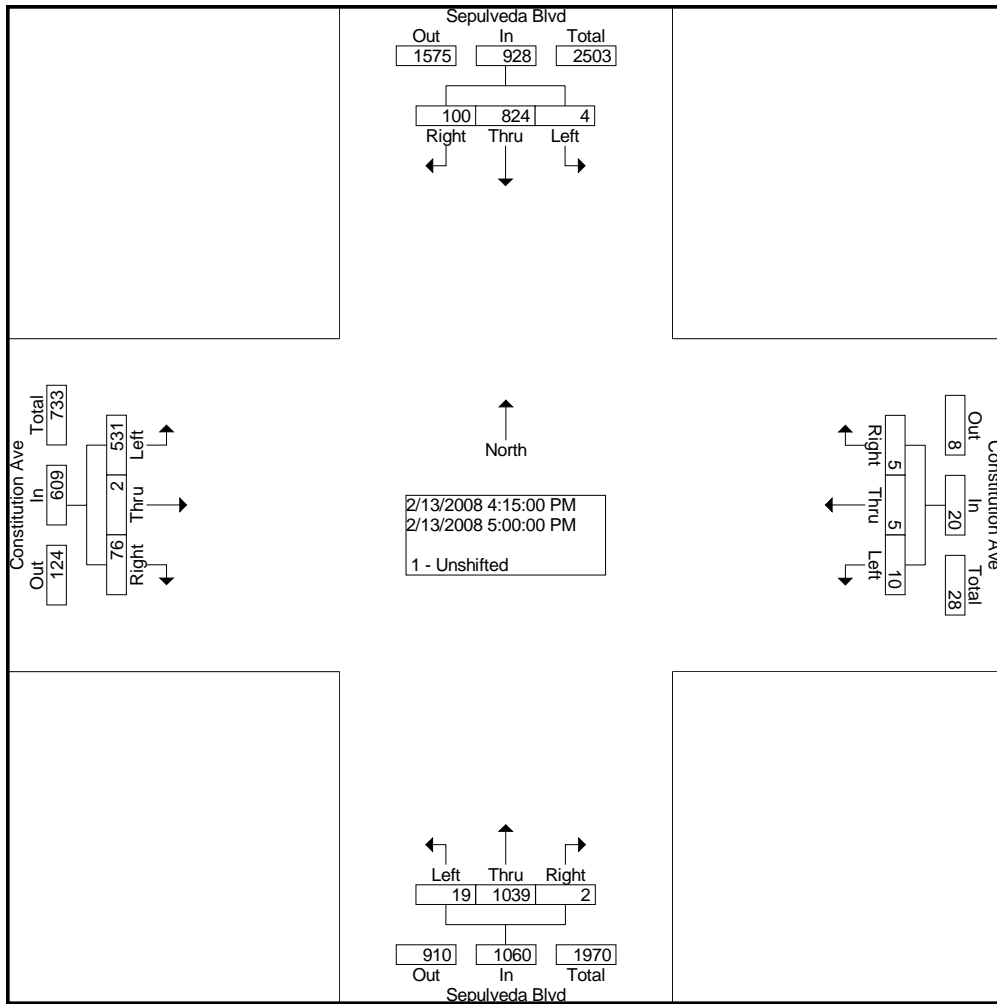 Sepulveda Blvd
Out In Total
1575 928 2503
100 824 4
Right Thru Left
Constitution Ave
Total In Out
733 609 124
531 2 76
Left Thru Right
North
2/13/2008 4:15:00 PM
2/13/2008 5:00:00 PM
1 - Unshifted
Right Thru Left
5 5 10
Out In Total
8 20 28
Constitution Ave
Left Thru Right
19 1039 2
910 1060 1970
Out In Total
Sepulveda Blvd